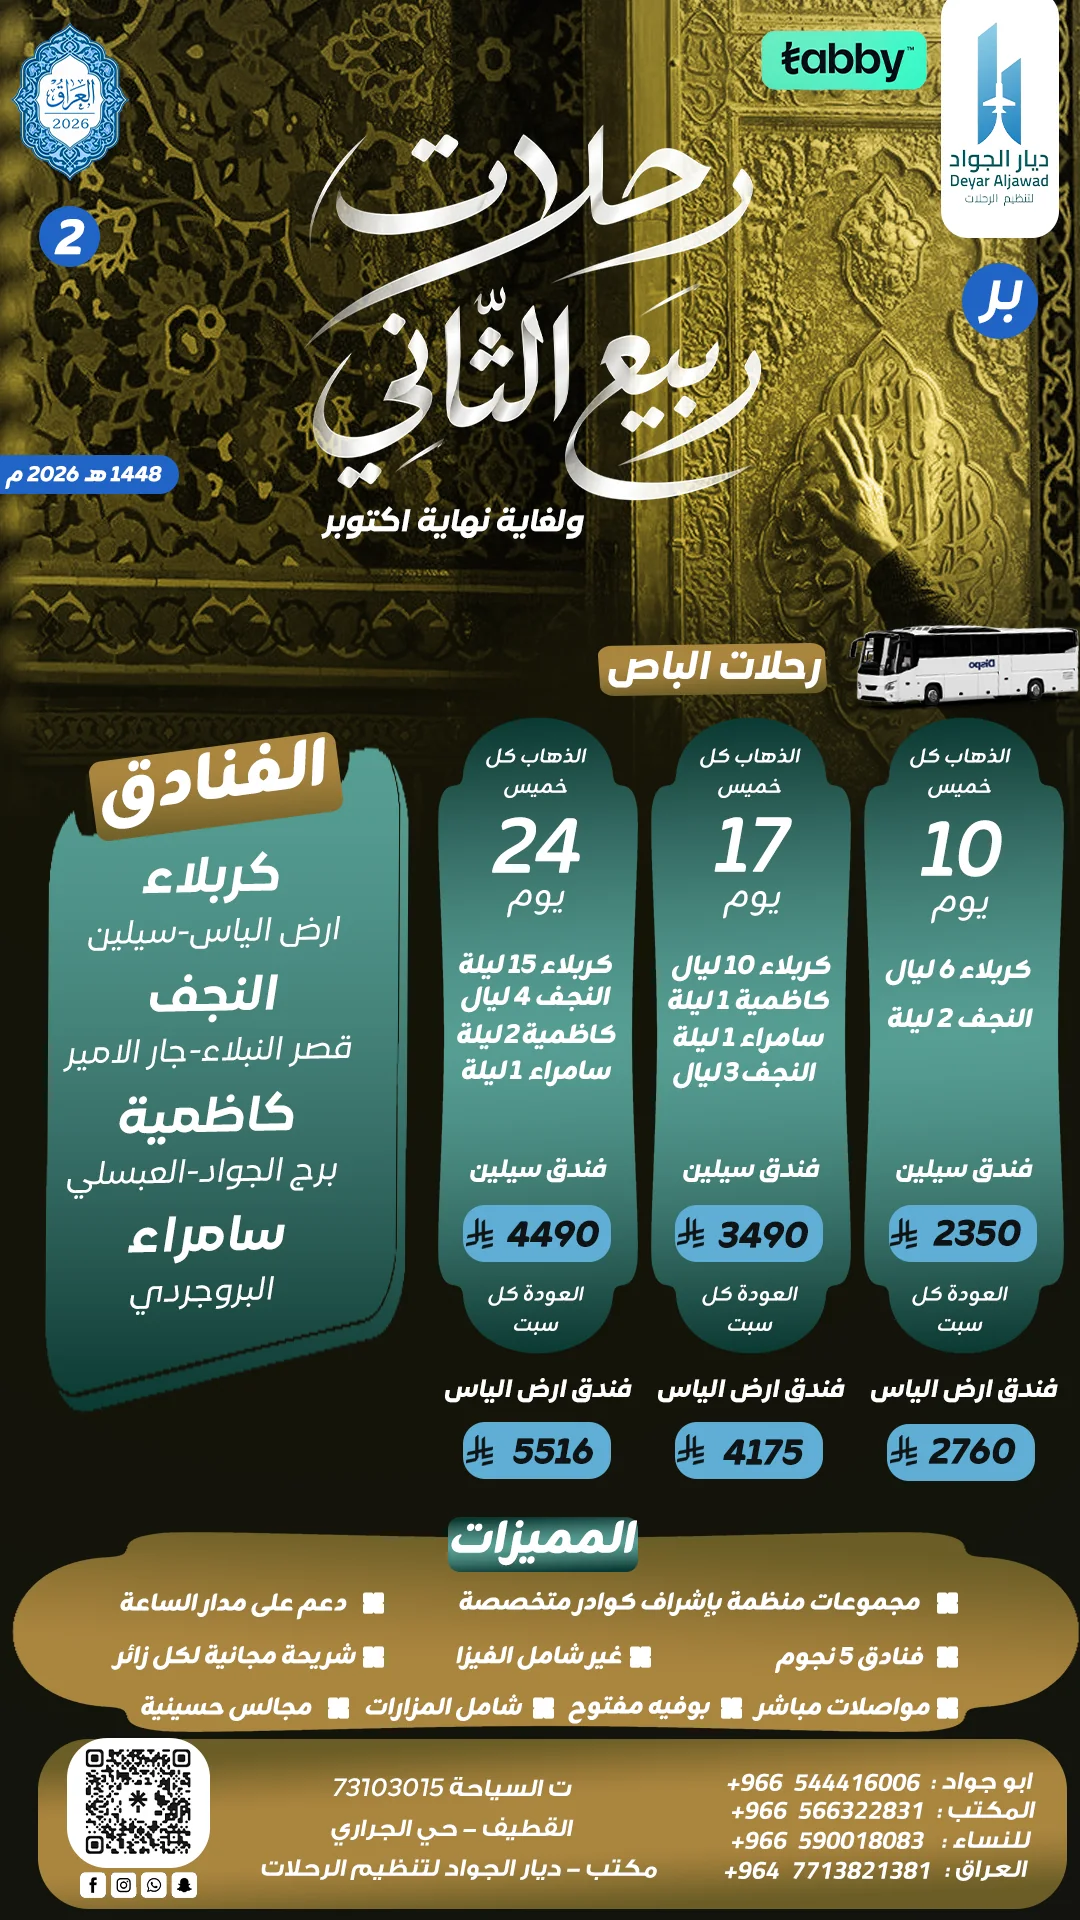 العراق
2026
tabby™
ديار الجواد
Deyar Aljawad
لتنظيم الرحلات
2
بر
رحلات
ربيع الثّاني
1448 هـ 2026 م
ولغاية نهاية اكتوبر
رحلات الباص
الذهاب كل
خميس
10
يوم
كربلاء 6 ليال
النجف 2 ليلة
فندق سيلين
2350
العودة كل
سبت
فندق ارض الياس
2760
الذهاب كل
خميس
17
يوم
كربلاء 10 ليال
كاظمية 1 ليلة
سامراء 1 ليلة
النجف 3 ليال
فندق سيلين
3490
العودة كل
سبت
فندق ارض الياس
4175
الذهاب كل
خميس
24
يوم
كربلاء 15 ليلة
النجف 4 ليال
كاظمية 2 ليلة
سامراء 1 ليلة
فندق سيلين
4490
العودة كل
سبت
فندق ارض الياس
5516
الفنادق
كربلاء
ارض الياس-سيلين
النجف
قصر النبلاء-جار الامير
كاظمية
برج الجواد-العبسلي
سامراء
البروجردي
المميزات
مجموعات منظمة بإشراف كوادر متخصصة
دعم على مدار الساعة
فنادق 5 نجوم
غير شامل الفيزا
شريحة مجانية لكل زائر
مواصلات مباشر
بوفيه مفتوح
شامل المزارات
مجالس حسينية
ابو جواد : 544416006 966+
المكتب : 566322831 966+
للنساء : 590018083 966+
العراق : 7713821381 964+
ت السياحة 73103015
القطيف – حي الجراري
مكتب – ديار الجواد لتنظيم الرحلات